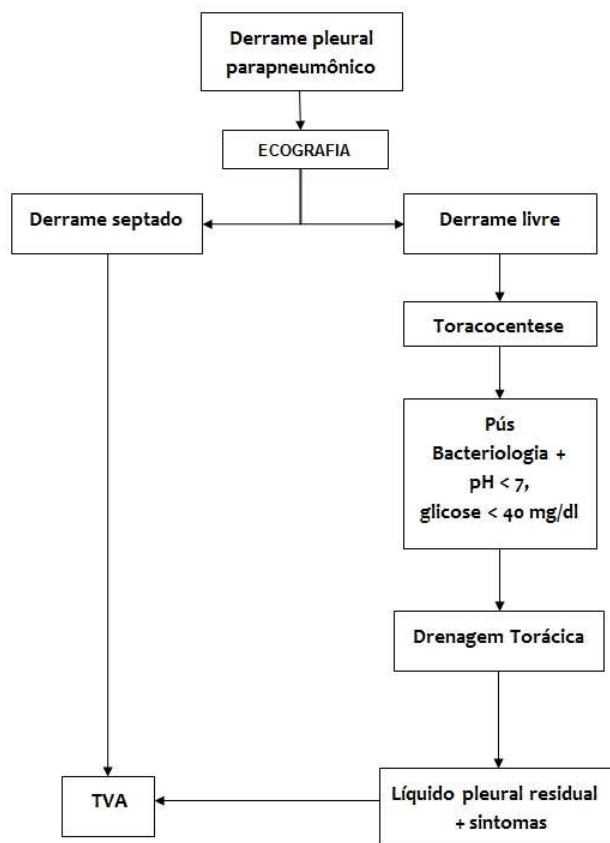 Derrame pleural
parapneumônico
ECOGRAFIA
Derrame septado
Derrame livre
Toracocentese
Pús
Bacteriologia +
pH < 7,
glicose < 40 mg/dl
Drenagem Torácica
TVA
Líquido pleural residual
+ sintomas